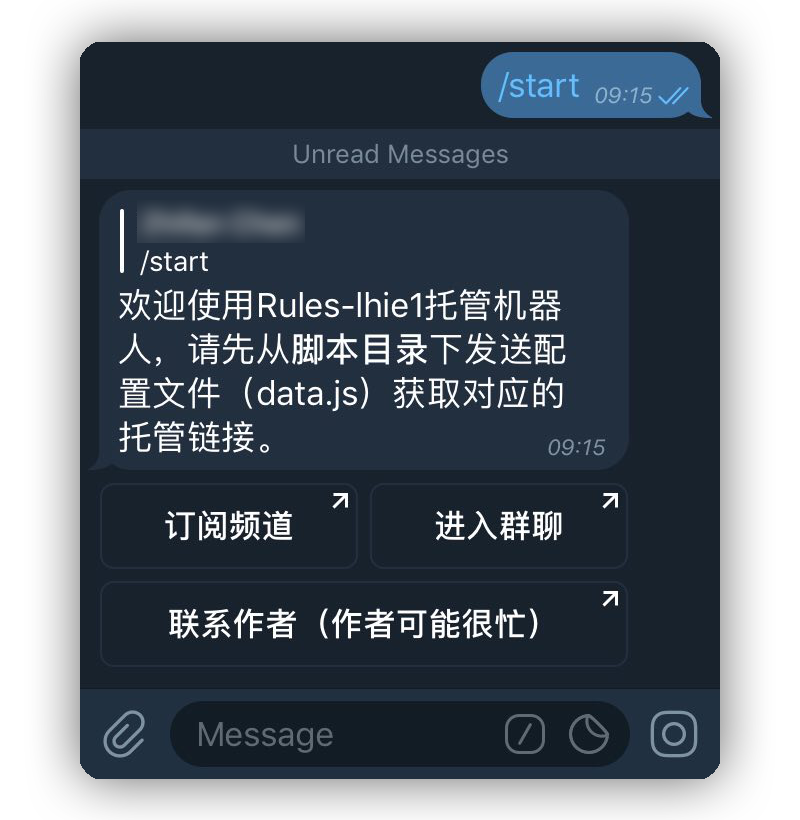 /start 09:15
Unread Messages
/start
欢迎使用Rules-lhie1托管机器
人，请先从脚本目录下发送配
置文件（data.js）获取对应的
托管链接。 09:15
订阅频道 进入群聊
联系作者（作者可能很忙）
Message